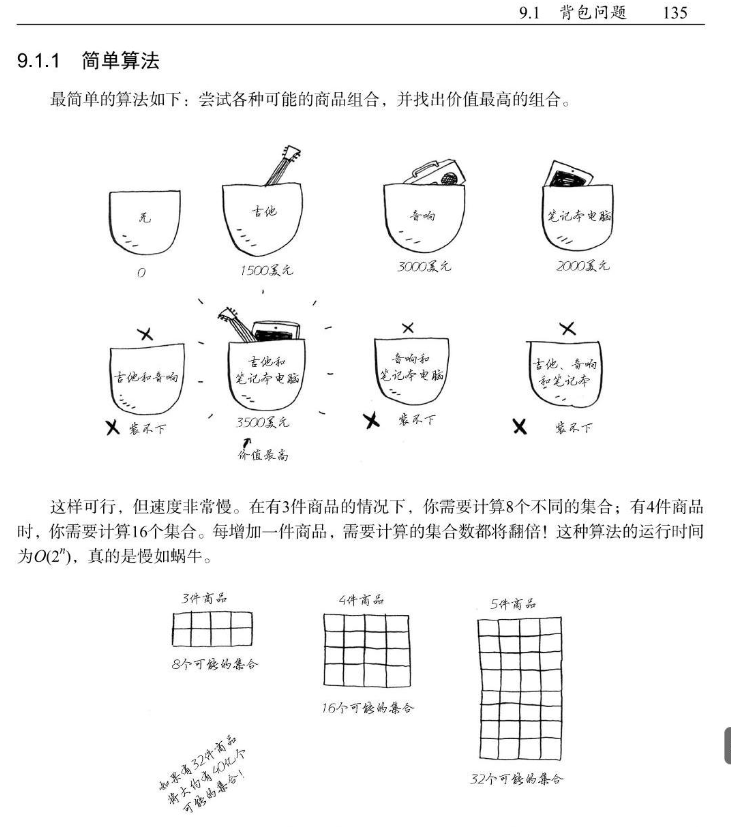 9.1 背包问题 135
9.1.1 简单算法
最简单的算法如下：尝试各种可能的商品组合，并找出价值最高的组合。
无
吉他
音响
笔记本电脑
0
1500美元
3000美元
2000美元
吉他和音响
吉他和
笔记本电脑
音响和
笔记本电脑
吉他、音响
和笔记本
装不下
3500美元
装不下
装不下
价值最高
这样可行，但速度非常慢。在有3件商品的情况下，你需要计算8个不同的集合；有4件商品
时，你需要计算16个集合。每增加一件商品，需要计算的集合数都将翻倍！这种算法的运行时间
为O(2ⁿ)，真的是慢如蜗牛。
3件商品
4件商品
5件商品
8个可能的集合
16个可能的集合
32个可能的集合
如果有32件商品
将大约有40亿个
可能的集合！